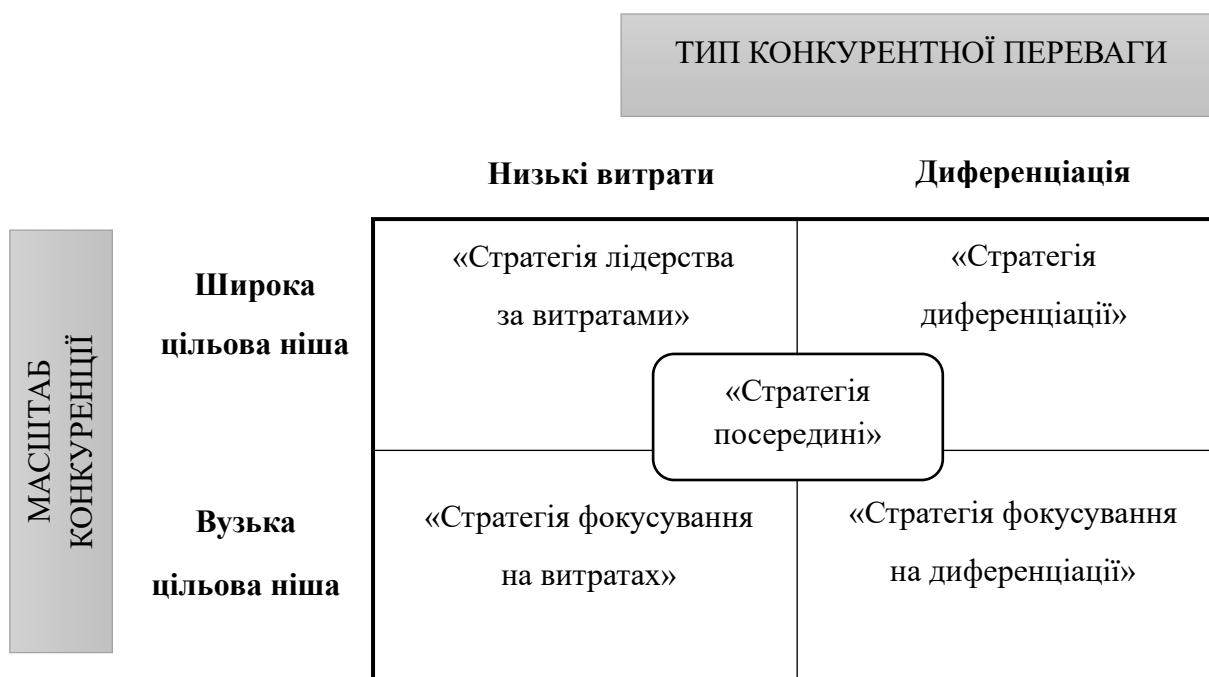 ТИП КОНКУРЕНТНОЇ ПЕРЕВАГИ
Низькі витрати
Диференціація
МАСШТАБ
КОНКУРЕНЦІЇ
Широка
цільова ніша
«Стратегія лідерства
за витратами»
«Стратегія
диференціації»
«Стратегія
посередині»
Вузька
цільова ніша
«Стратегія фокусування
на витратах»
«Стратегія фокусування
на диференціації»